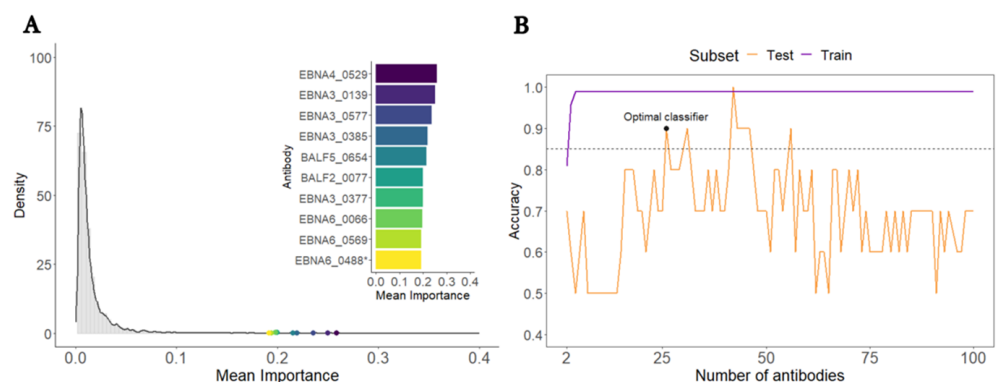 A
100
75
50
25
0
Density
0.0 0.1 0.2 0.3 0.4
Mean Importance
EBNA4_0529
EBNA3_0139
EBNA3_0577
EBNA3_0385
BALF5_0654
BALF2_0077
EBNA3_0377
EBNA6_0066
EBNA6_0569
EBNA6_0488*
Antibody
0.0 0.1 0.2 0.3 0.4
Mean Importance
B
Subset Test Train
1.0
0.9
0.8
0.7
0.6
0.5
0.4
Accuracy
Optimal classifier
2 25 50 75 100
Number of antibodies